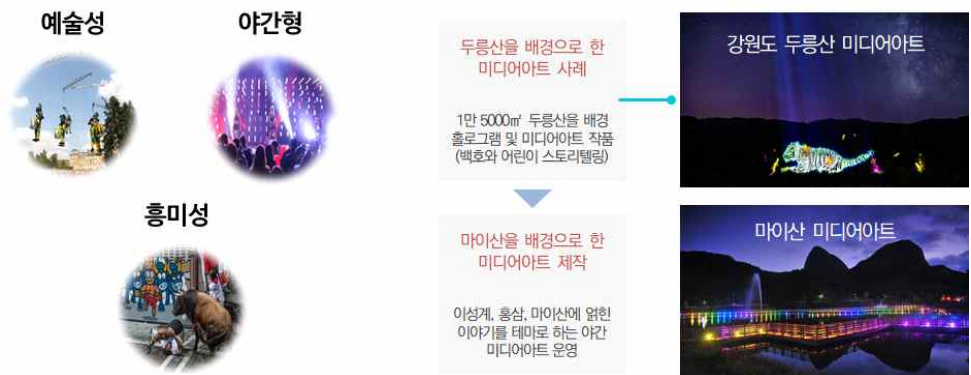 예술성
야간형
흥미성
두릉산을 배경으로 한
미디어아트 사례
1만 5000㎡ 두릉산을 배경
홀로그램 및 미디어아트 작품
(백호와 어린이 스토리텔링)
마이산을 배경으로 한
미디어아트 제작
이성계, 홍삼, 마이산에 얽힌
이야기를 테마로 하는 야간
미디어아트 운영
강원도 두릉산 미디어아트
마이산 미디어아트